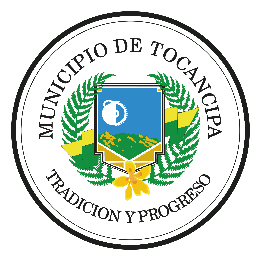 MUNICIPIO DE TOCANCIPA
TRADICION Y PROGRESO